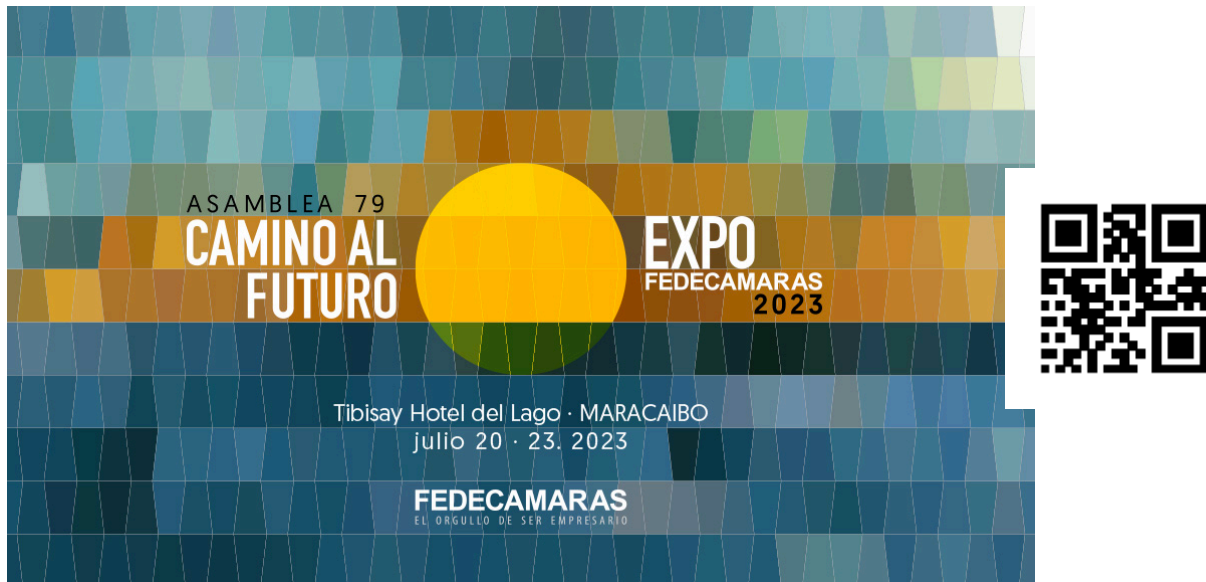 ASAMBLEA 79
CAMINO AL
FUTURO
EXPO
FEDECAMARAS
2023
Tibisay Hotel del Lago · MARACAIBO
julio 20 · 23. 2023
FEDECAMARAS
EL ORGULLO DE SER EMPRESARIO